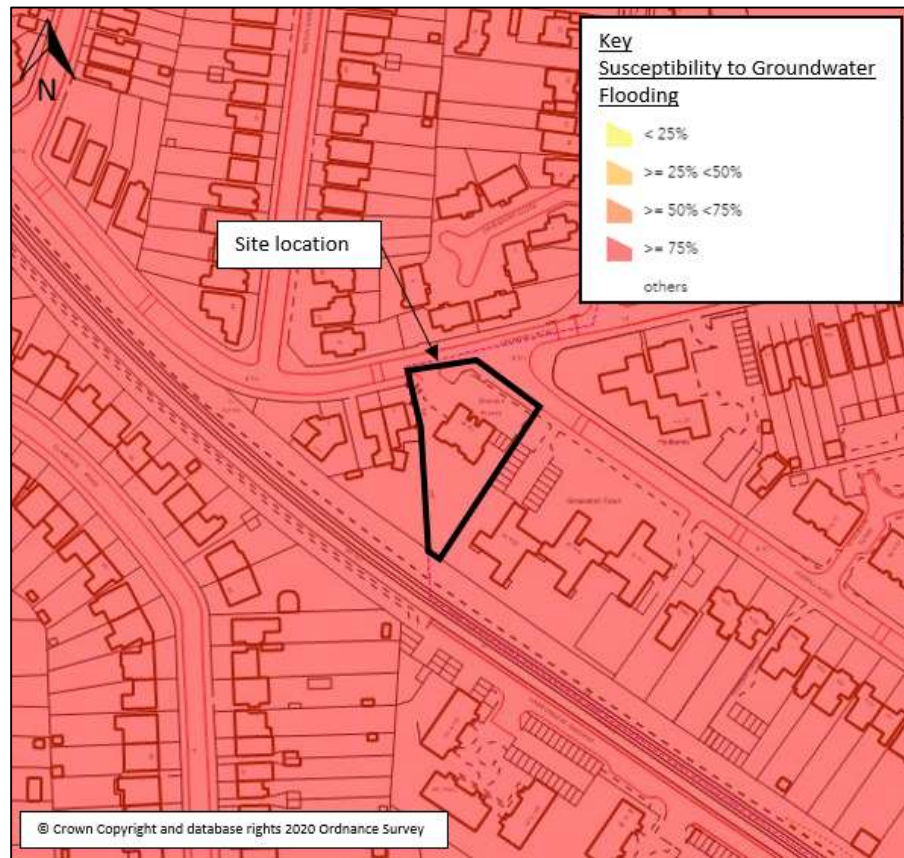 N
Key
Susceptibility to Groundwater
Flooding
< 25%
>= 25% <50%
>= 50% <75%
>= 75%
others
Site location
© Crown Copyright and database rights 2020 Ordnance Survey